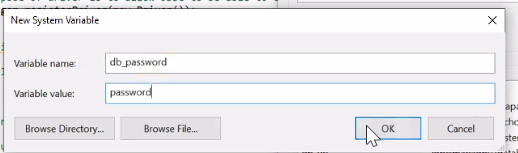 New System Variable
Variable name:
db_password
Variable value:
password
Browse Directory...
Browse File...
OK
Cancel